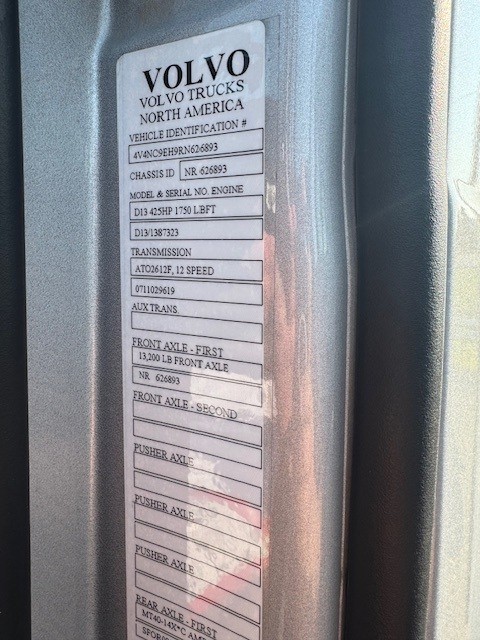 VOLVO
VOLVO TRUCKS
NORTH AMERICA
VEHICLE IDENTIFICATION #
4V4NC9EH9RN626893
CHASSIS ID NR 626893
MODEL & SERIAL NO. ENGINE
D13 425HP 1750 LBFT
D13/1387323
TRANSMISSION
ATO2612F, 12 SPEED
0711029619
AUX TRANS.
FRONT AXLE - FIRST
13,200 LB FRONT AXLE
NR 626893
FRONT AXLE - SECOND
PUSHER AXLE
PUSHER AXLE
PUSHER AXLE
REAR AXLE - FIRST
MT40-14X*C